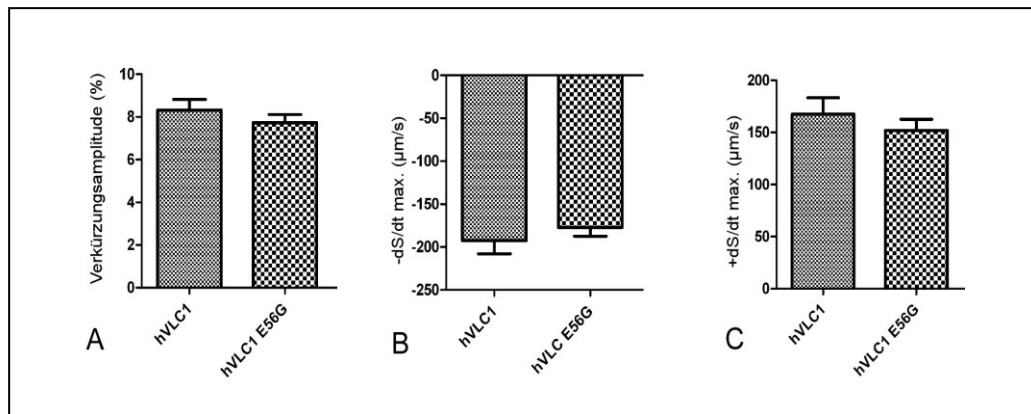 Verkürzungsamplitude (%)
10
8
6
4
2
0
hVLC1
hVLC1 E56G
A
-dS/dt max. (µm/s)
0
-50
-100
-150
-200
-250
hVLC1
hVLC E56G
B
+dS/dt max. (µm/s)
200
150
100
50
0
hVLC1
hVLC1 E56G
C